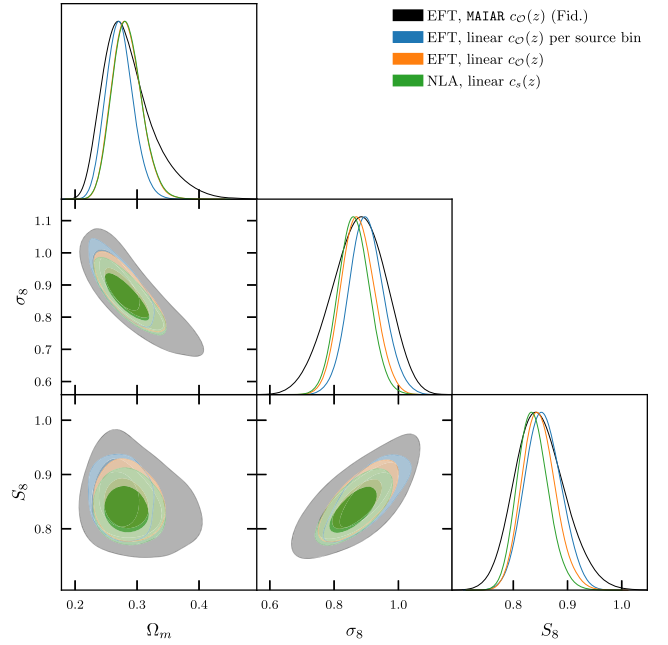 EFT, MAIAR c_𝒪(z) (Fid.)
EFT, linear c_𝒪(z) per source bin
EFT, linear c_𝒪(z)
NLA, linear c_s(z)
1.1
1.0
0.9
0.8
0.7
0.6
σ_8
1.0
0.9
0.8
S_8
0.2 0.3 0.4
0.6 0.8 1.0
0.8 0.9 1.0
Ω_m
σ_8
S_8